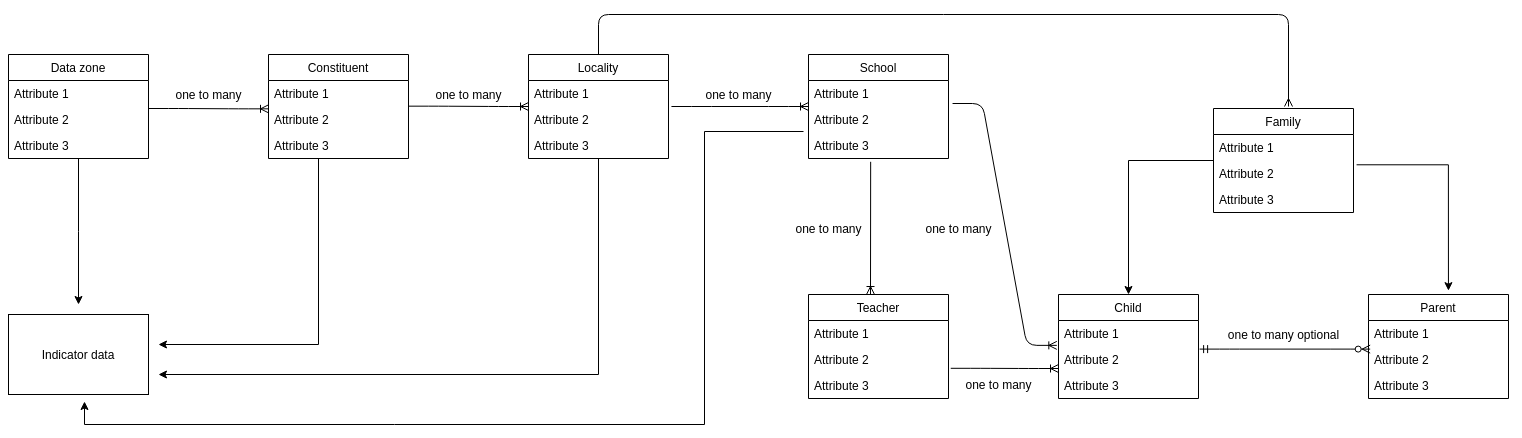 Data zone
Attribute 1
Attribute 2
Attribute 3
one to many
Constituent
Attribute 1
Attribute 2
Attribute 3
one to many
Locality
Attribute 1
Attribute 2
Attribute 3
one to many
School
Attribute 1
Attribute 2
Attribute 3
Family
Attribute 1
Attribute 2
Attribute 3
one to many
one to many
Indicator data
Teacher
Attribute 1
Attribute 2
Attribute 3
one to many
Child
Attribute 1
Attribute 2
Attribute 3
one to many optional
Parent
Attribute 1
Attribute 2
Attribute 3